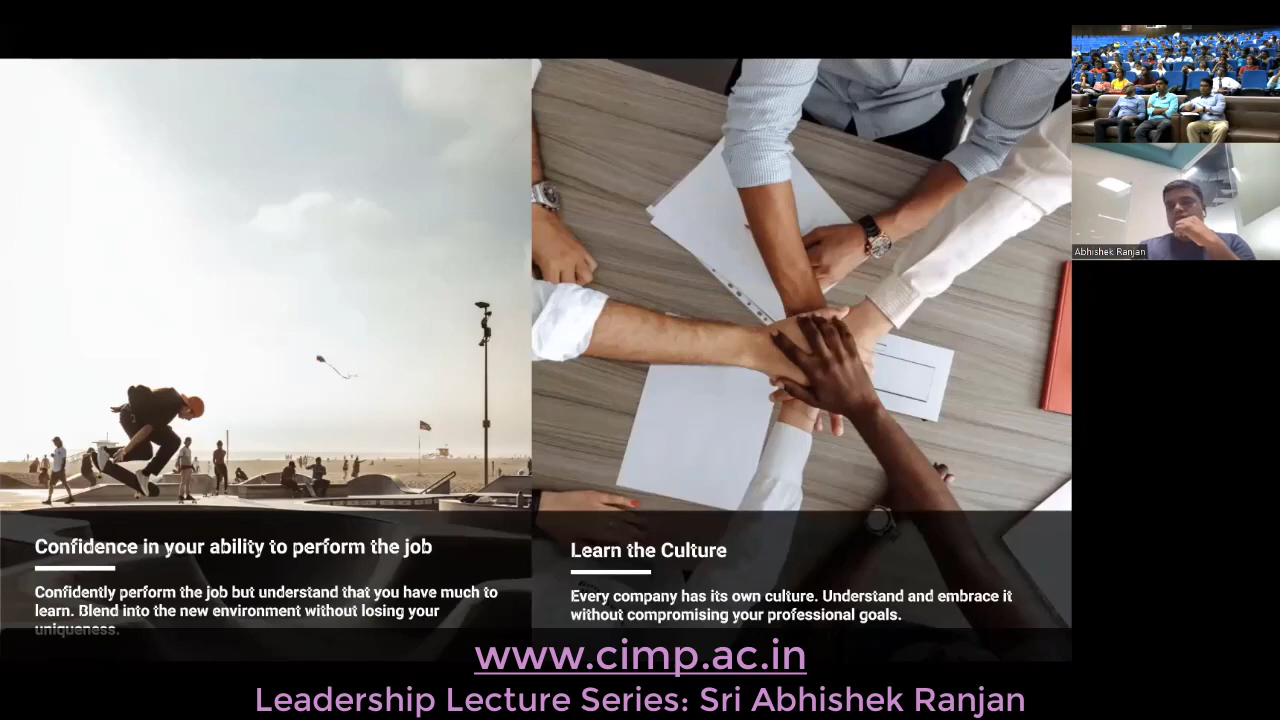 Abhishek Ranjan
Confidence in your ability to perform the job
Confidently perform the job but understand that you have much to
learn. Blend into the new environment without losing your
uniqueness.
Learn the Culture
Every company has its own culture. Understand and embrace it
without compromising your professional goals.
www.cimp.ac.in
Leadership Lecture Series: Sri Abhishek Ranjan